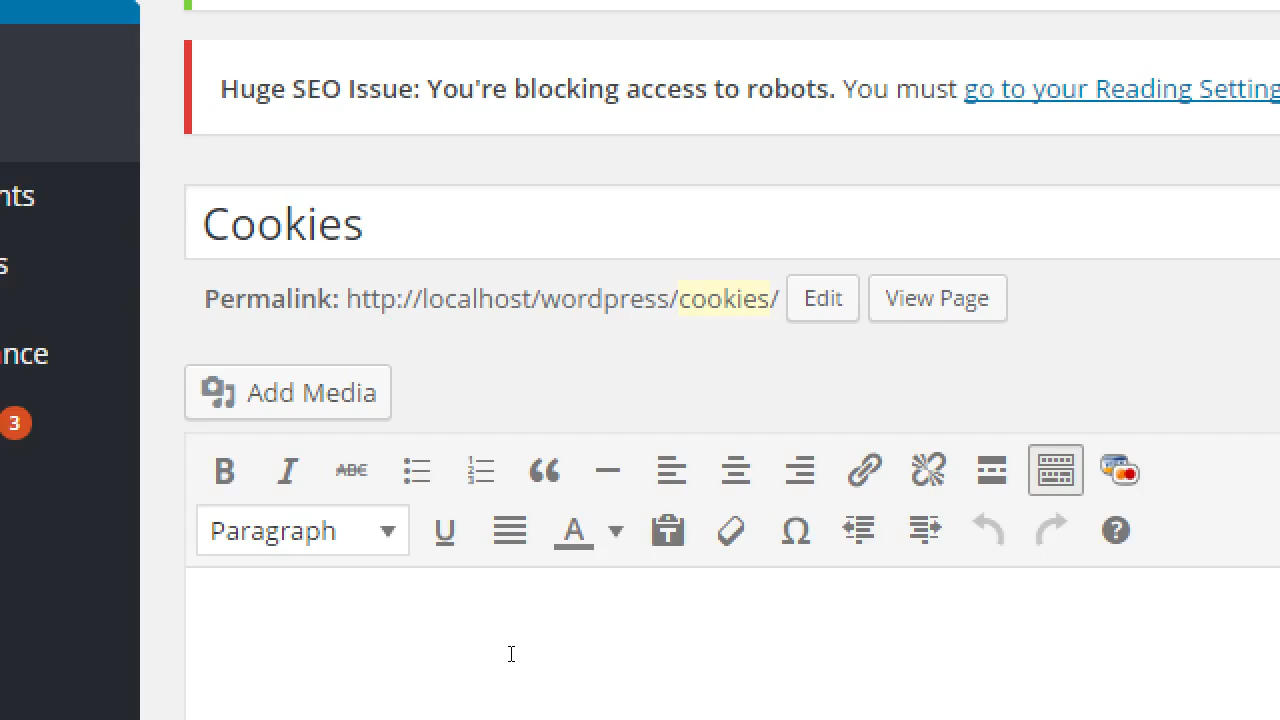 Huge SEO Issue: You're blocking access to robots. You must go to your Reading Setting
nts
Cookies
s
Permalink: http://localhost/wordpress/cookies/ Edit View Page
nce
Add Media
3
B I ABC
Paragraph U A Ω ?